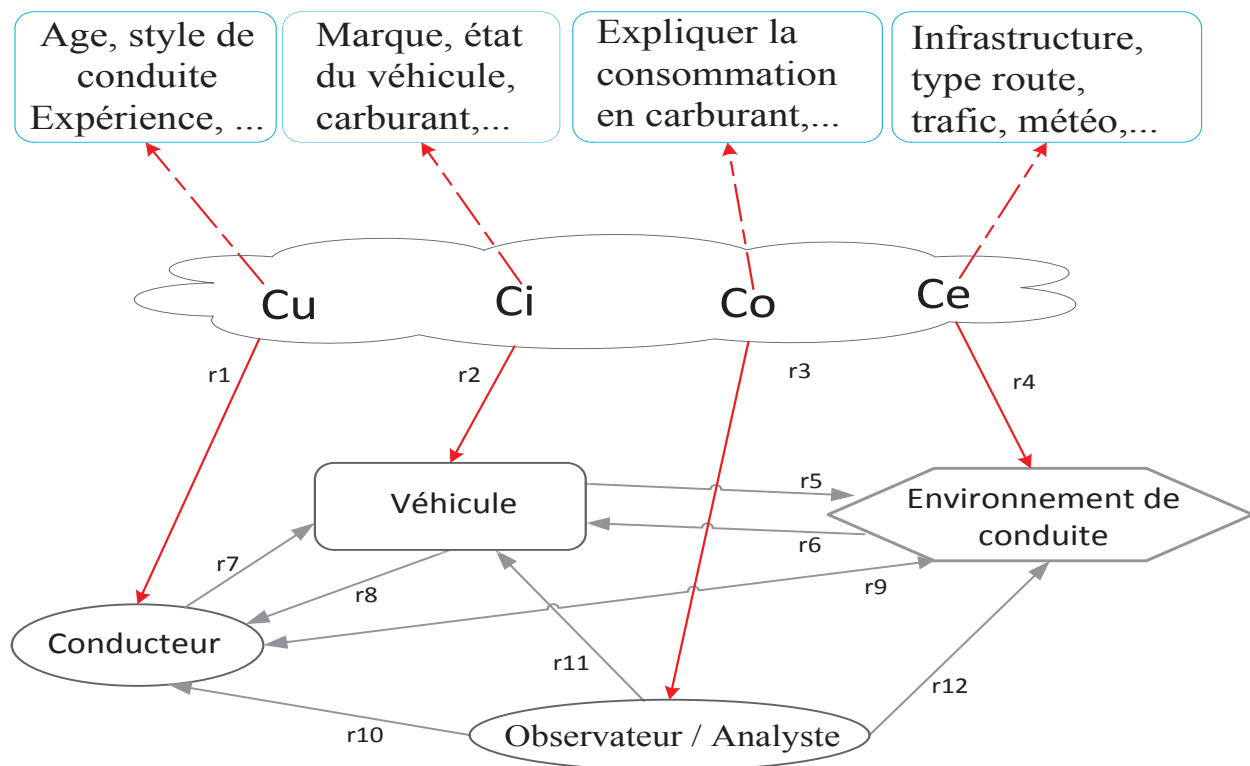 Age, style de
conduite
Expérience, ...
Marque, état
du véhicule,
carburant,...
Expliquer la
consommation
en carburant,...
Infrastructure,
type route,
trafic, météo,...
Cu
Ci
Co
Ce
r1
r2
r3
r4
Véhicule
r5
Environnement de
conduite
r6
r7
r8
r9
Conducteur
r11
r12
r10
Observateur / Analyste